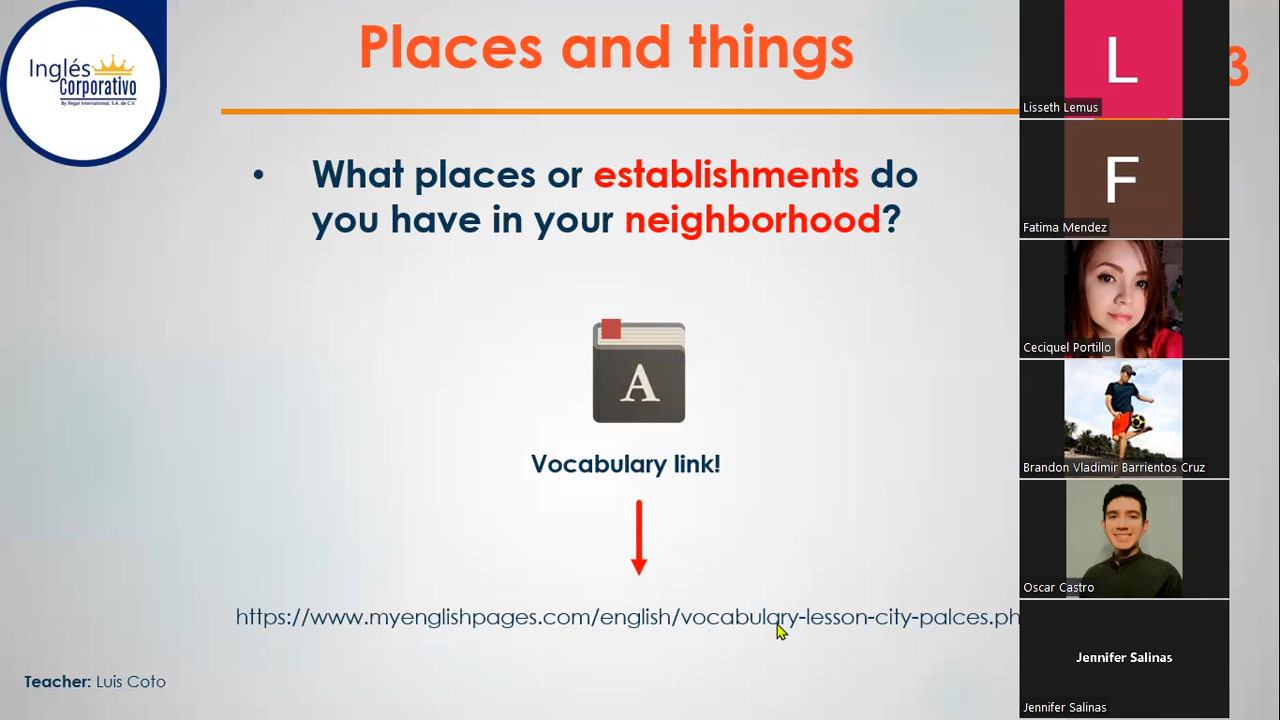 Places and things
3
Inglés
Corporativo
By Regal International, S.A. de C.V.
• What places or establishments do
you have in your neighborhood?
A
Vocabulary link!
https://www.myenglishpages.com/english/vocabulary-lesson-city-palces.ph
Teacher: Luis Coto
L
Lisseth Lemus
F
Fatima Mendez
Ceciquel Portillo
Brandon Vladimir Barrientos Cruz
Oscar Castro
Jennifer Salinas
Jennifer Salinas